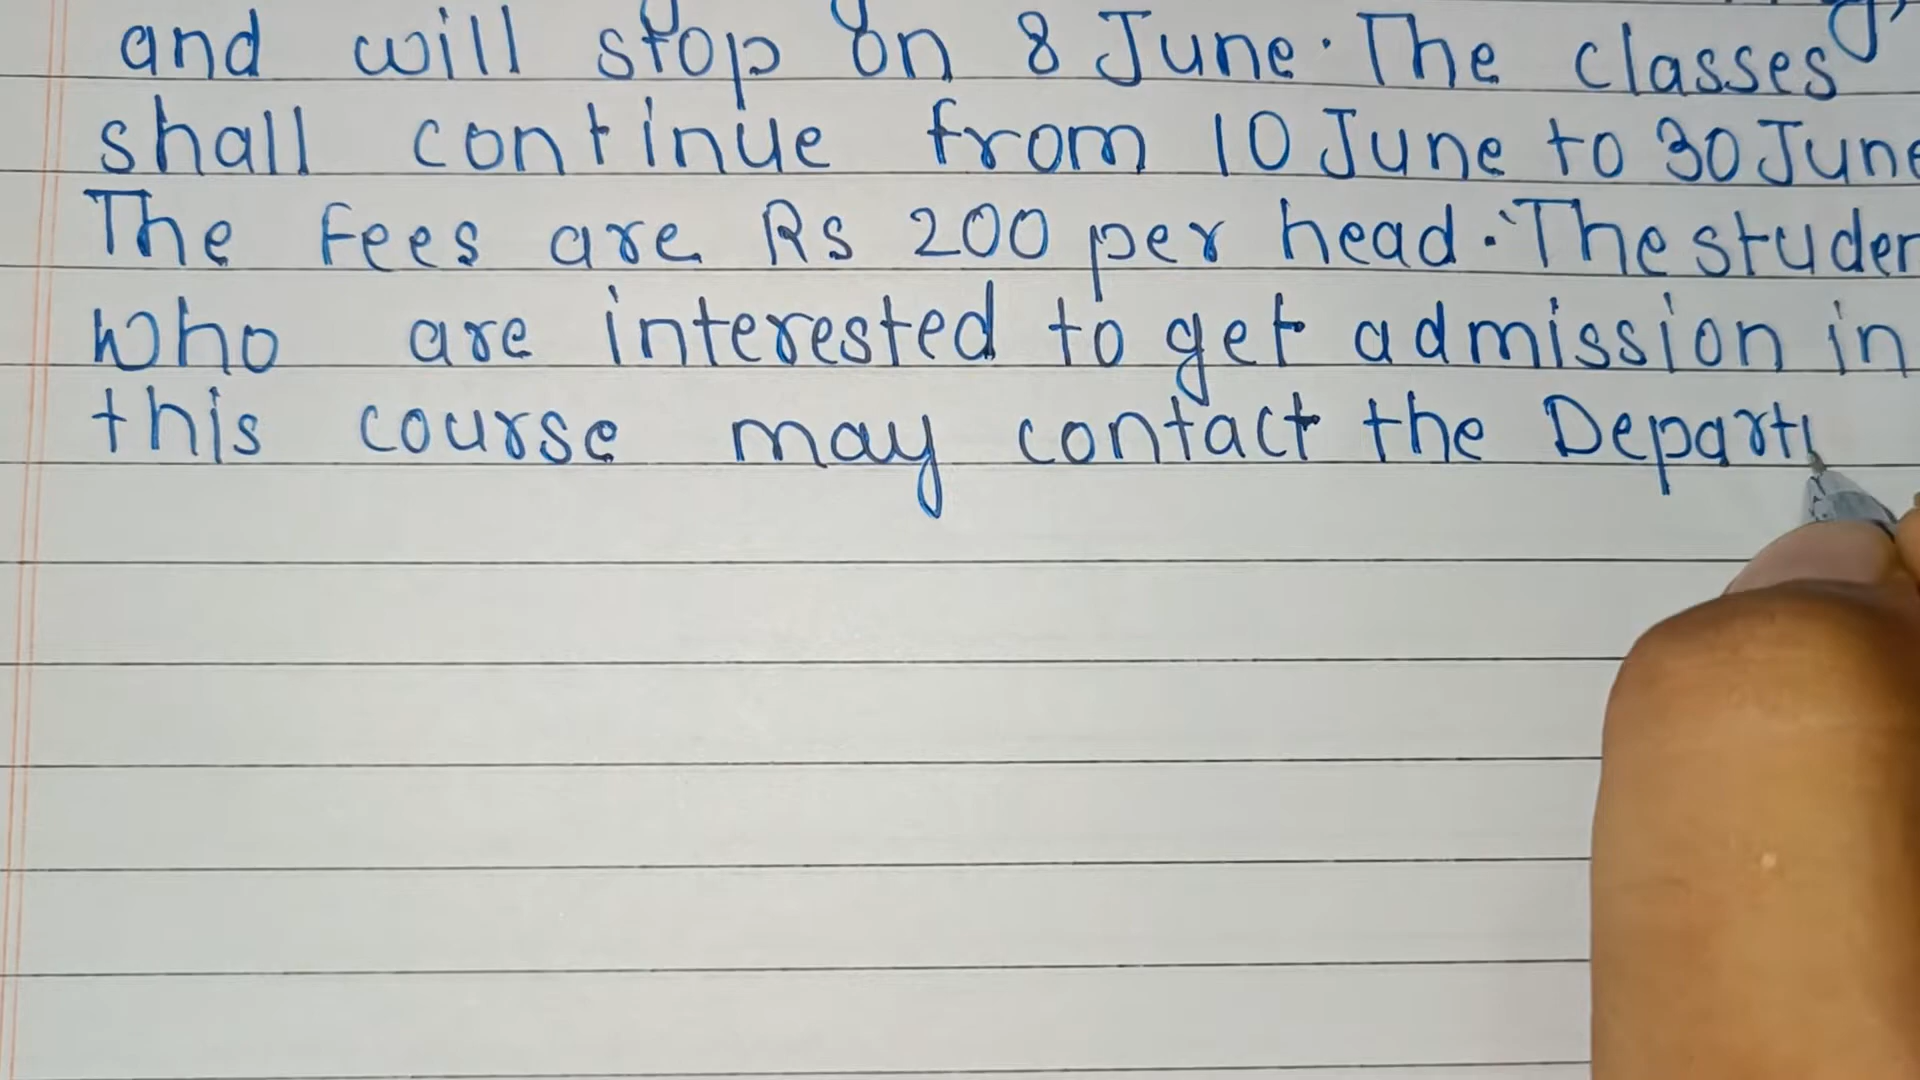 and will stop on 8 June. The classes
shall continue from 10 June to 30 June
The Fees are Rs 200 per head. The studen
who are interested to get admission in
this course may contact the Depart